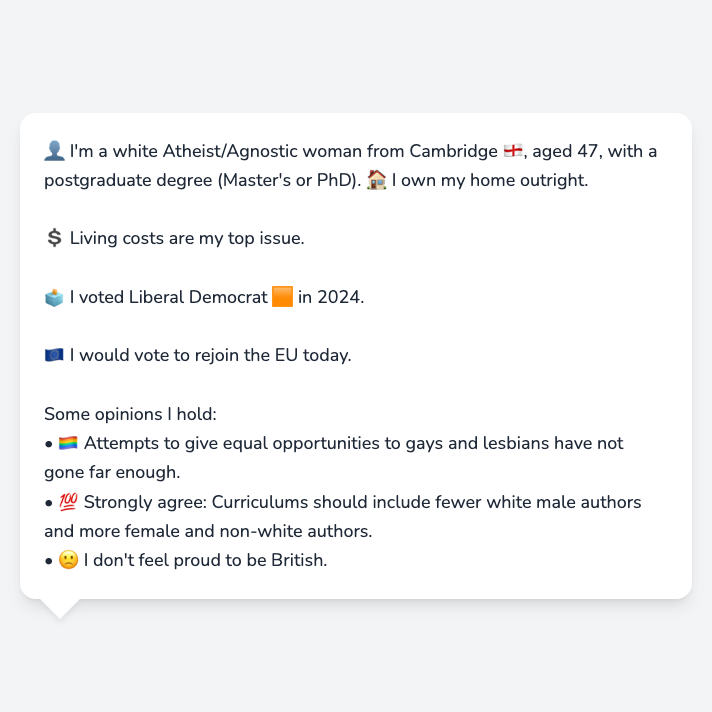 👤 I'm a white Atheist/Agnostic woman from Cambridge 🏴󠁧󠁢󠁥󠁮󠁧󠁿, aged 47, with a
postgraduate degree (Master's or PhD). 🏠 I own my home outright.
💲 Living costs are my top issue.
🗳️ I voted Liberal Democrat 🟧 in 2024.
🇪🇺 I would vote to rejoin the EU today.
Some opinions I hold:
• 🏳️‍🌈 Attempts to give equal opportunities to gays and lesbians have not
gone far enough.
• 💯 Strongly agree: Curriculums should include fewer white male authors
and more female and non-white authors.
• 🙁 I don't feel proud to be British.